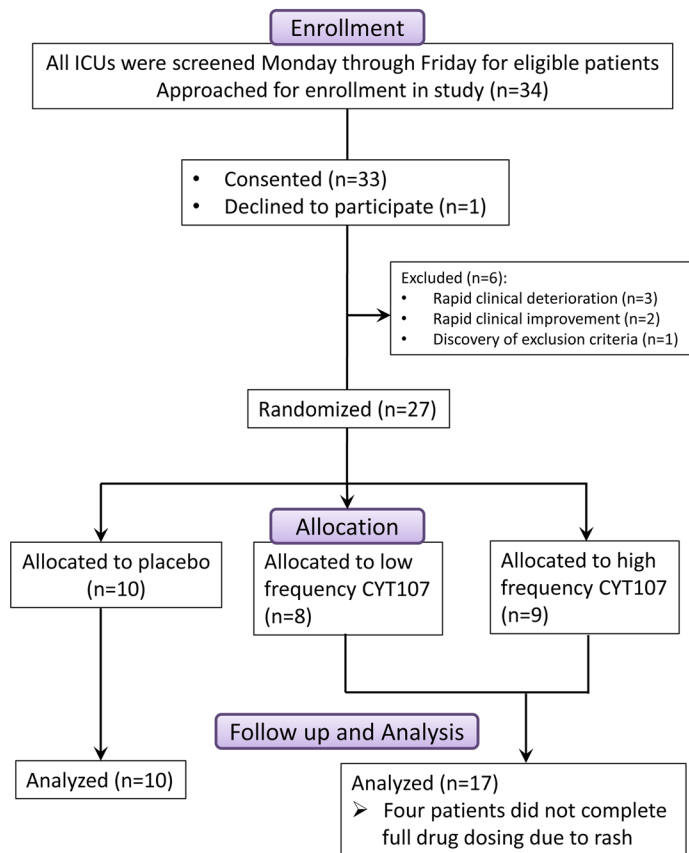 Enrollment
All ICUs were screened Monday through Friday for eligible patients
Approached for enrollment in study (n=34)
• Consented (n=33)
• Declined to participate (n=1)
Excluded (n=6):
• Rapid clinical deterioration (n=3)
• Rapid clinical improvement (n=2)
• Discovery of exclusion criteria (n=1)
Randomized (n=27)
Allocation
Allocated to placebo
(n=10)
Allocated to low
frequency CYT107
(n=8)
Allocated to high
frequency CYT107
(n=9)
Follow up and Analysis
Analyzed (n=10)
Analyzed (n=17)
➢ Four patients did not complete
full drug dosing due to rash